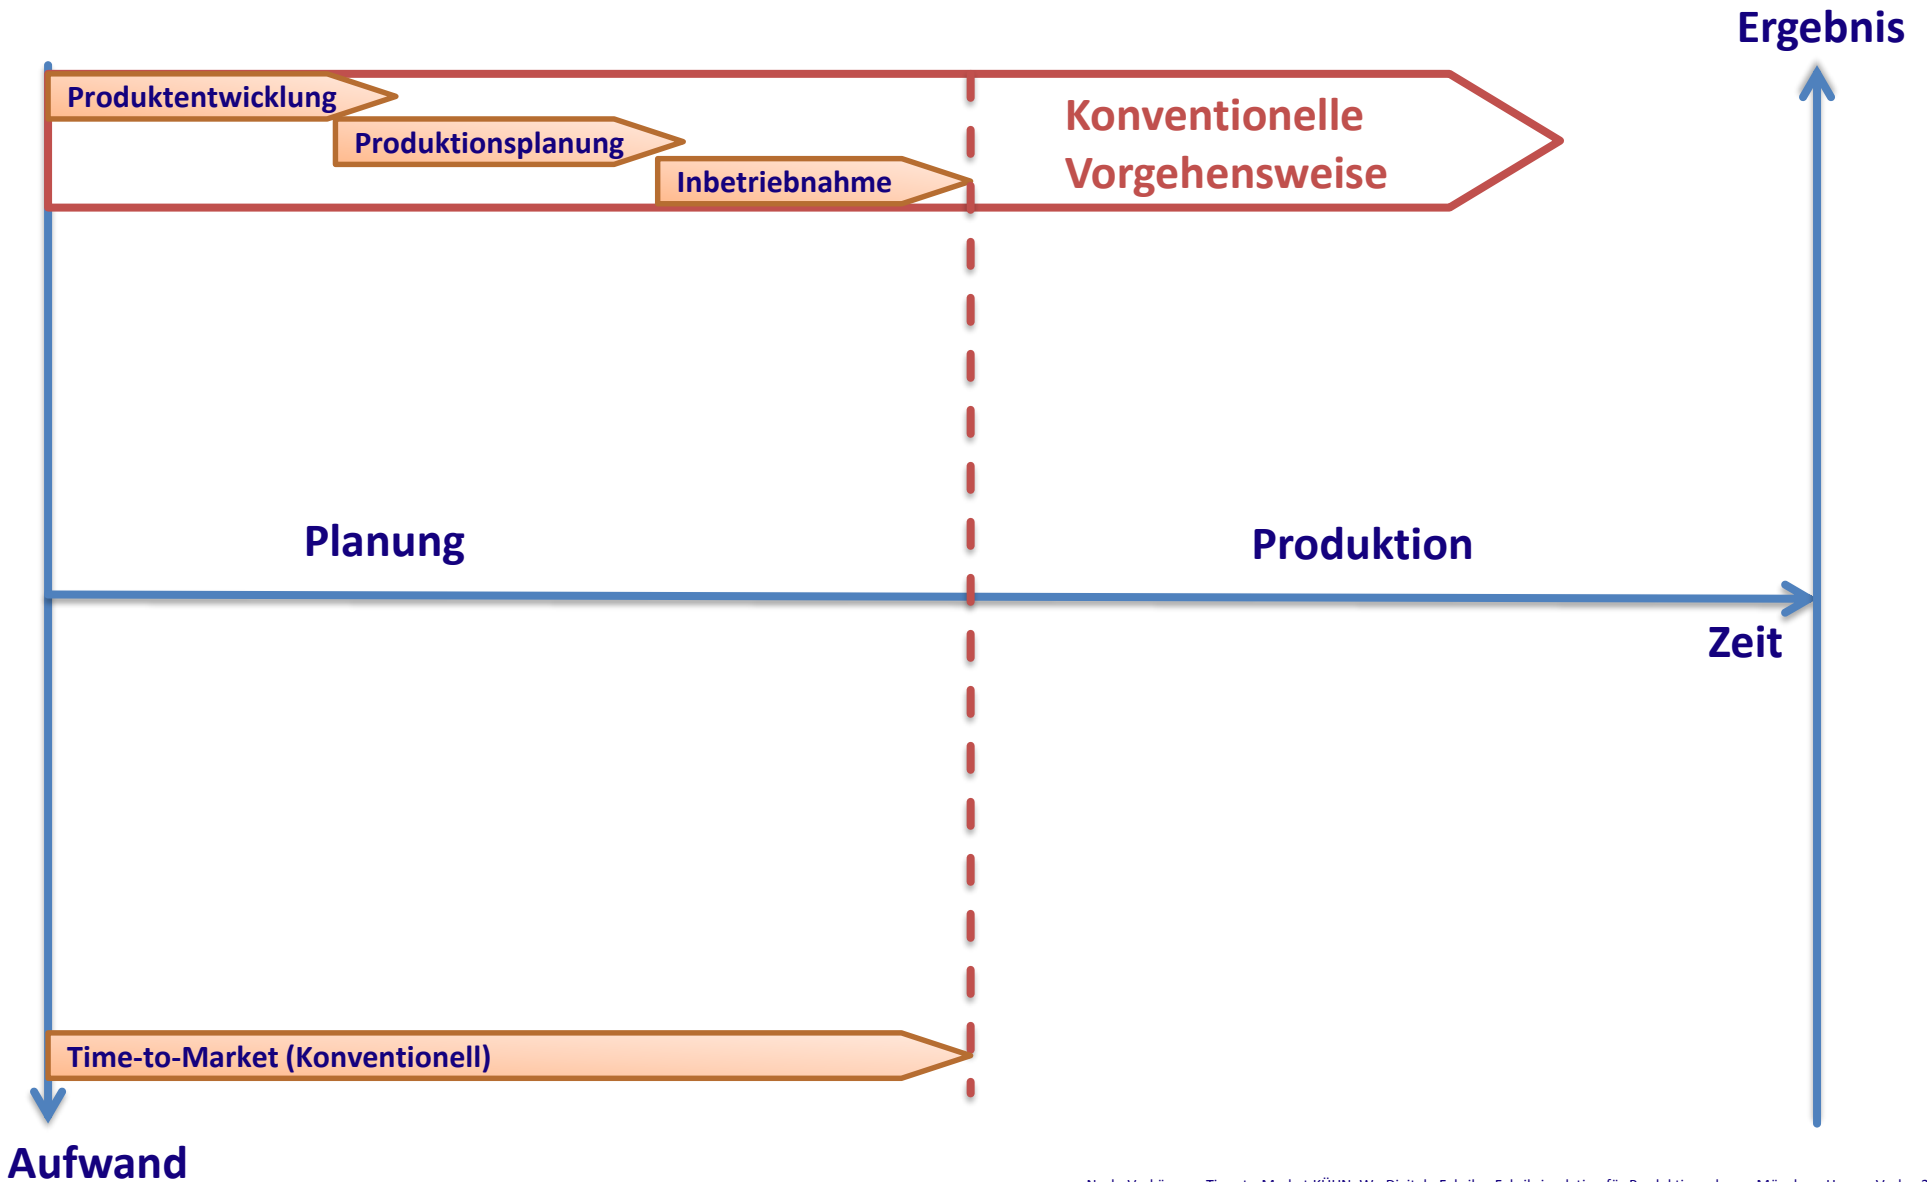 Ergebnis
Produktentwicklung
Produktionsplanung
Inbetriebnahme
Konventionelle
Vorgehensweise
Planung
Produktion
Zeit
Time-to-Market (Konventionell)
Aufwand